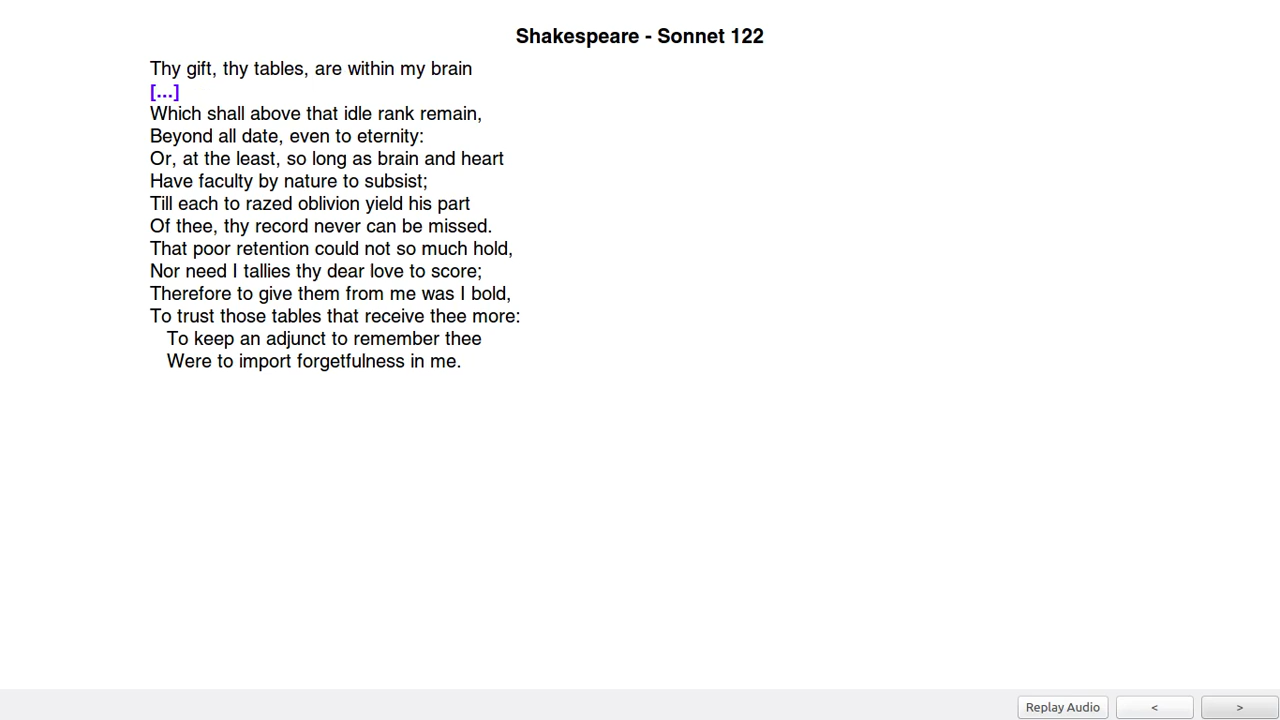 Shakespeare - Sonnet 122
Thy gift, thy tables, are within my brain
[...]
Which shall above that idle rank remain,
Beyond all date, even to eternity:
Or, at the least, so long as brain and heart
Have faculty by nature to subsist;
Till each to razed oblivion yield his part
Of thee, thy record never can be missed.
That poor retention could not so much hold,
Nor need I tallies thy dear love to score;
Therefore to give them from me was I bold,
To trust those tables that receive thee more:
To keep an adjunct to remember thee
Were to import forgetfulness in me.
Replay Audio < >